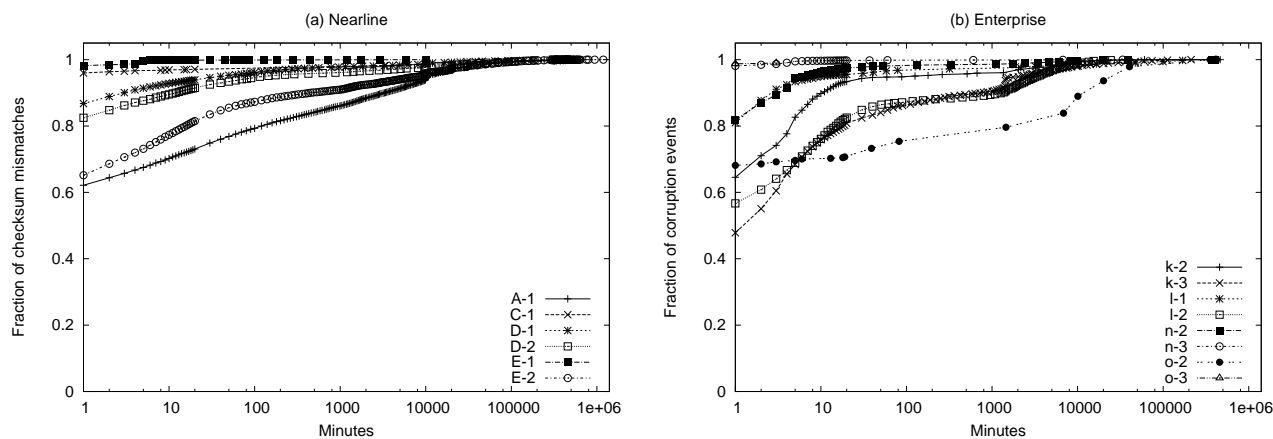 (a) Nearline
Fraction of checksum mismatches
1
0.8
0.6
0.4
0.2
0
A-1
C-1
D-1
D-2
E-1
E-2
1 10 100 1000 10000 100000 1e+06
Minutes
(b) Enterprise
Fraction of corruption events
1
0.8
0.6
0.4
0.2
0
k-2
k-3
l-1
l-2
n-2
n-3
o-2
o-3
1 10 100 1000 10000 100000 1e+06
Minutes